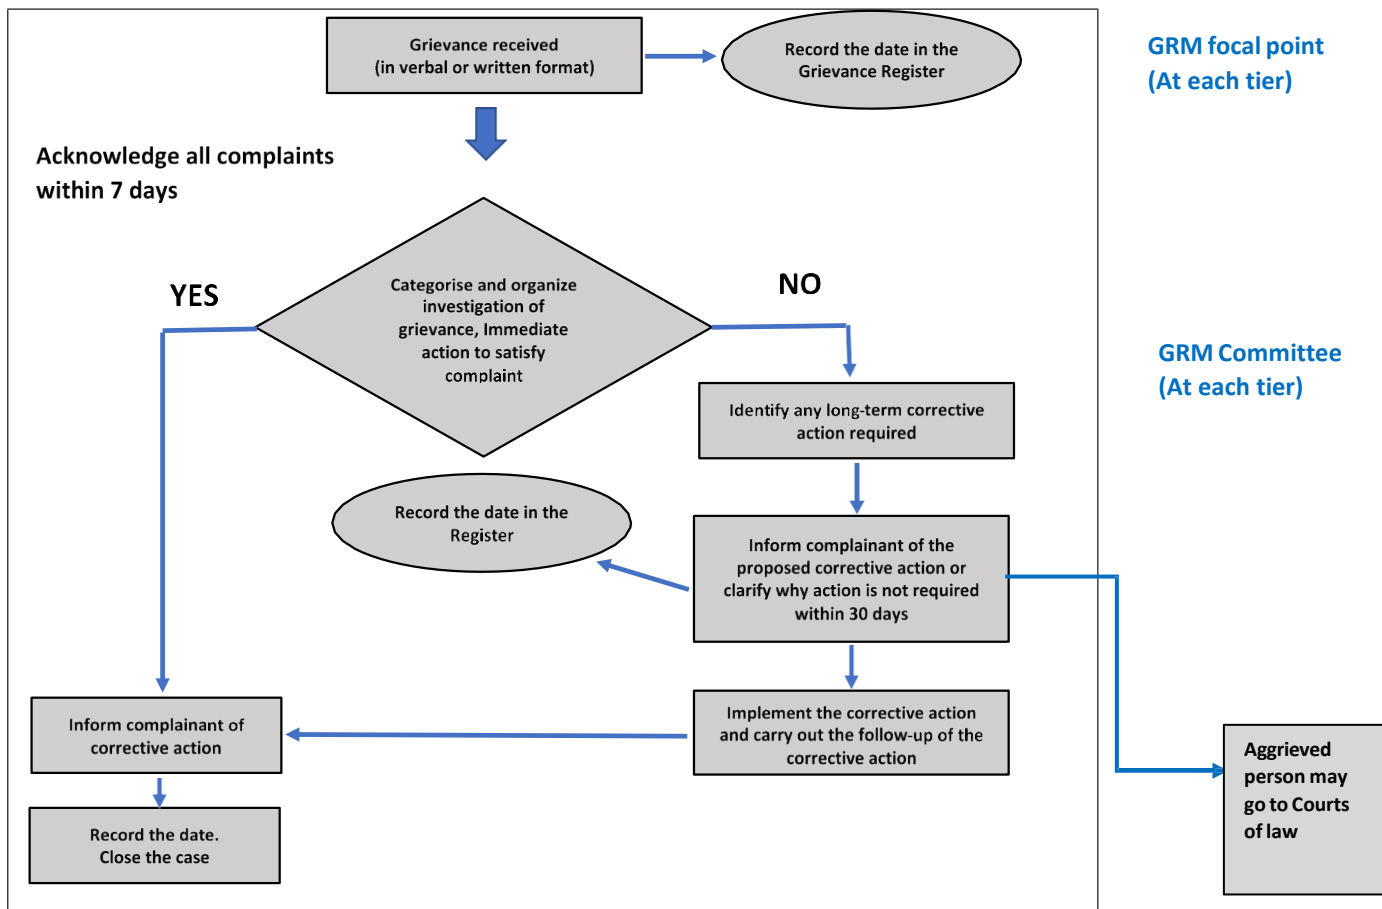 Grievance received
(in verbal or written format)
Record the date in the
Grievance Register
GRM focal point
(At each tier)
Acknowledge all complaints
within 7 days
YES
NO
Categorise and organize
investigation of
grievance, Immediate
action to satisfy
complaint
GRM Committee
(At each tier)
Identify any long-term corrective
action required
Record the date in the
Register
Inform complainant of the
proposed corrective action or
clarify why action is not required
within 30 days
Inform complainant of
corrective action
Implement the corrective action
and carry out the follow-up of the
corrective action
Aggrieved
person may
go to Courts
of law
Record the date.
Close the case